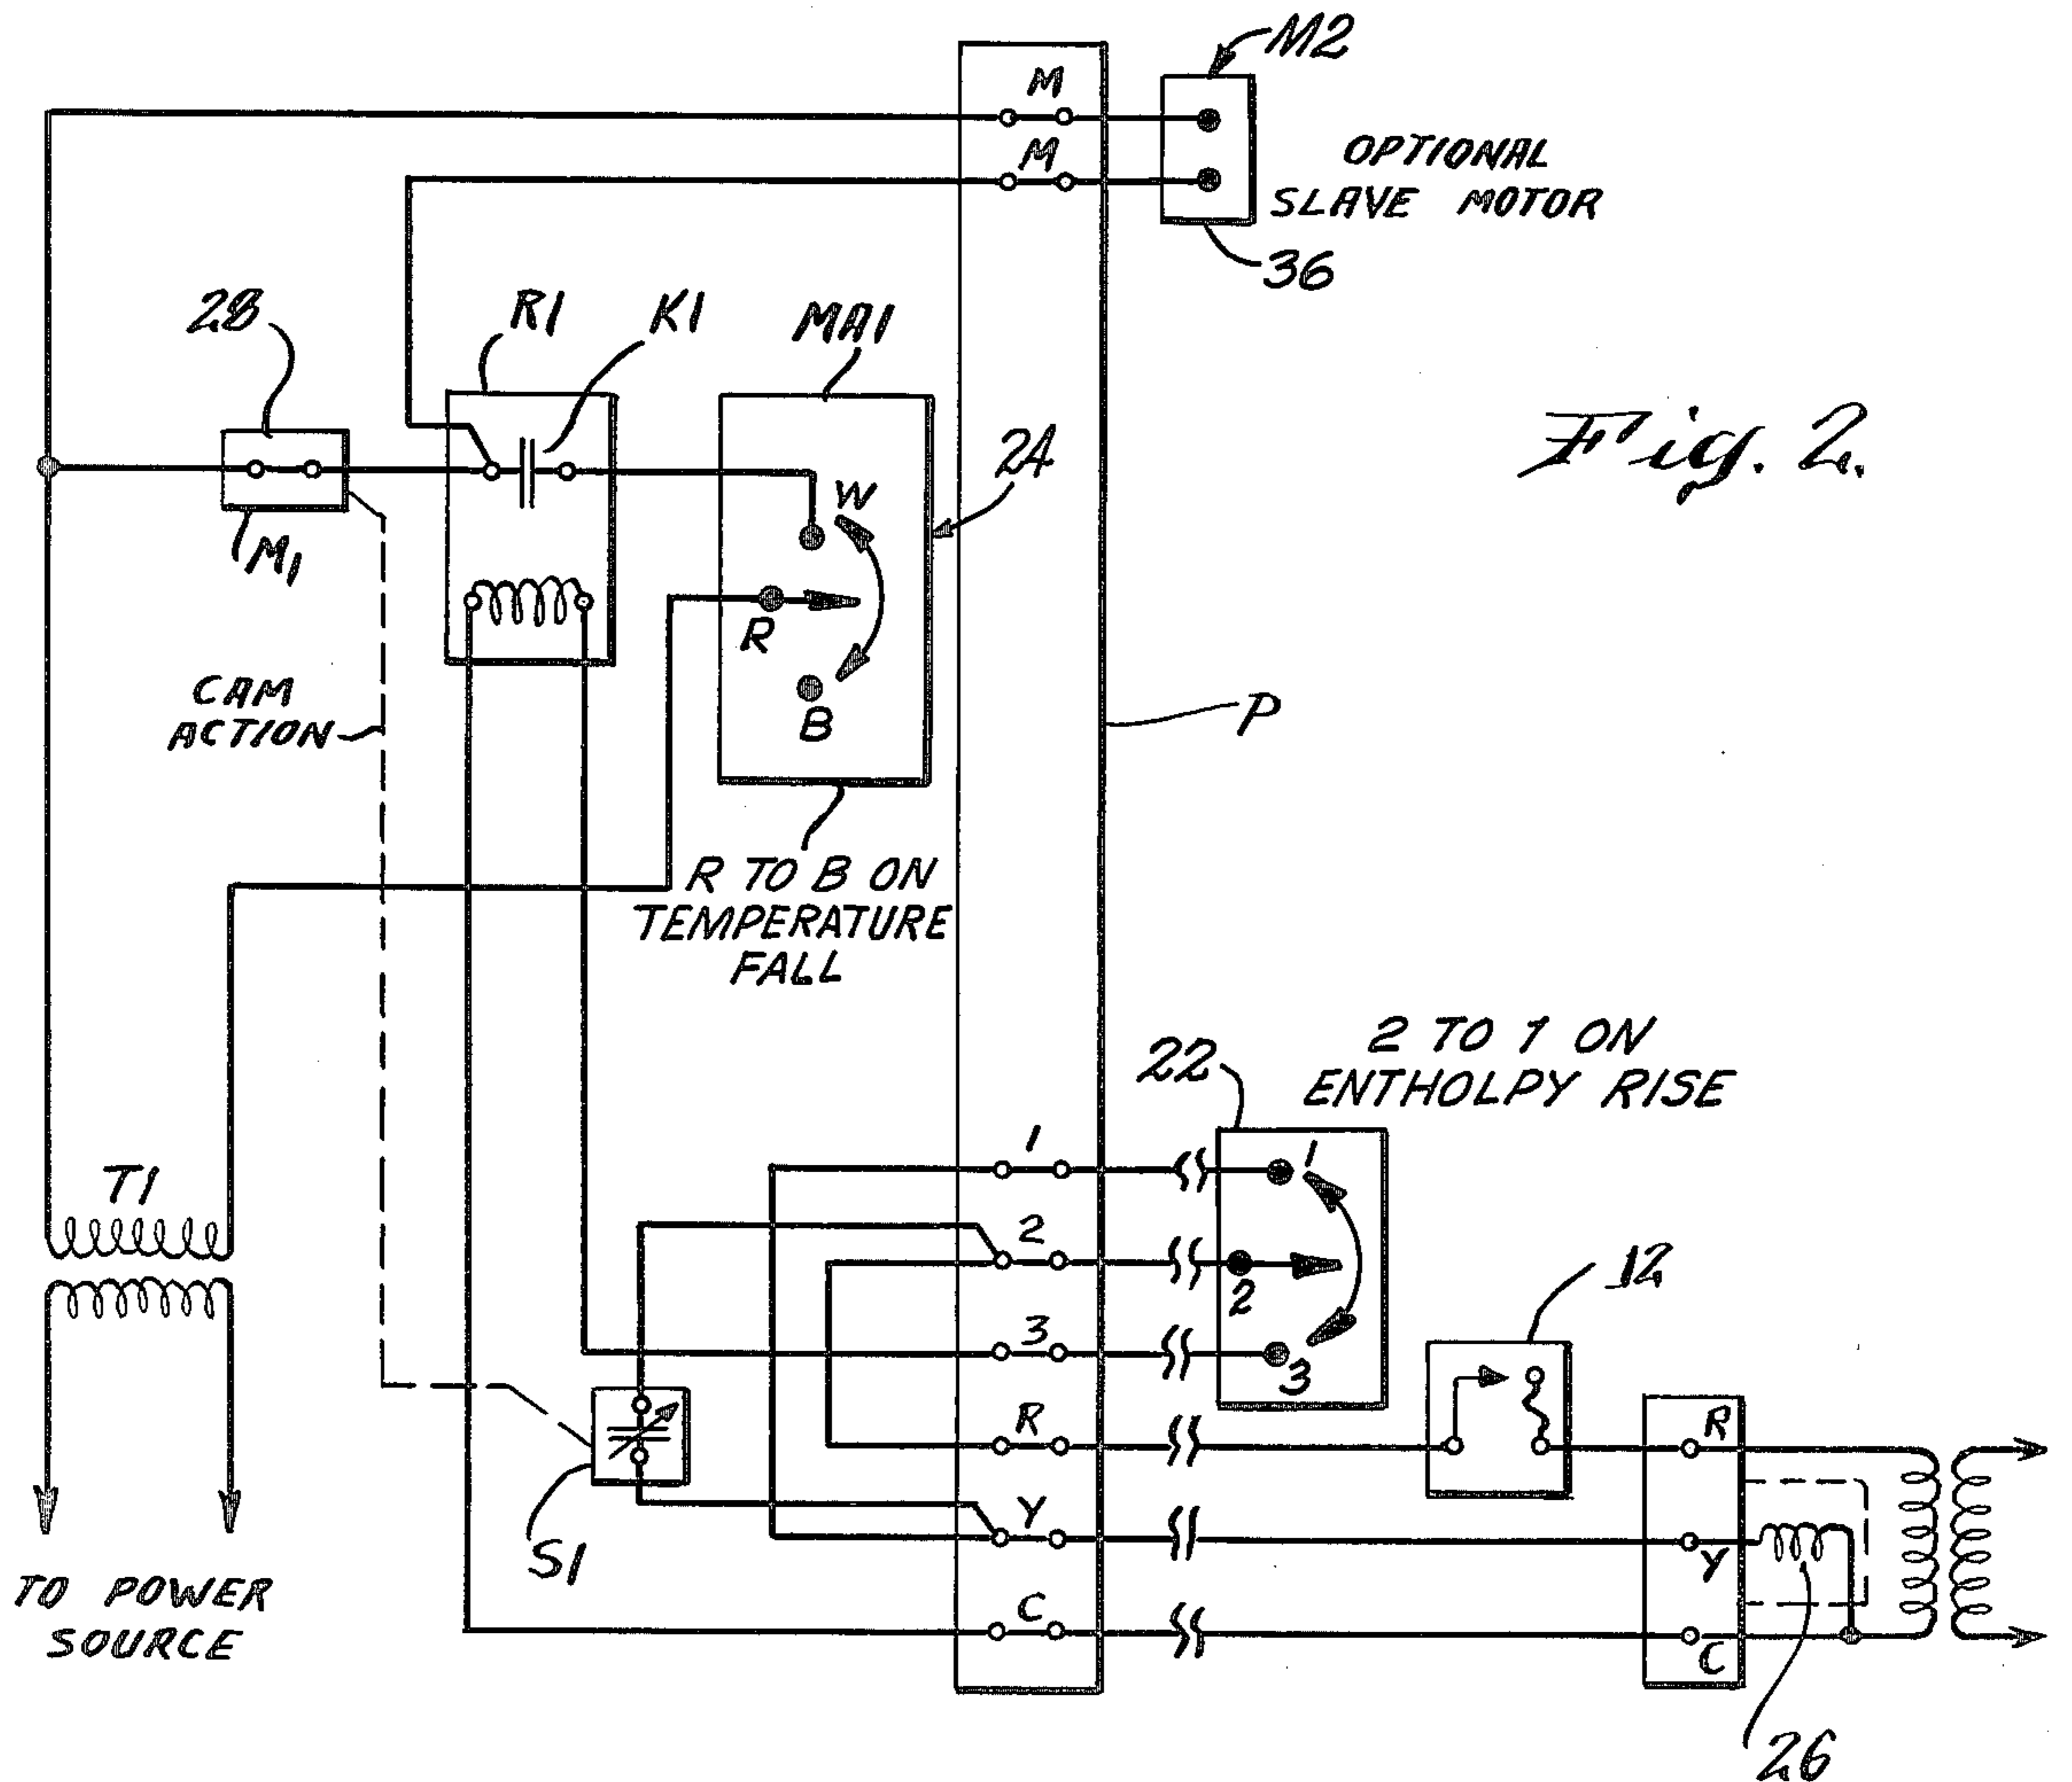 M2
M
M
OPTIONAL
SLAVE MOTOR
36
28
R1
K1
MA1
24
Fig. 2.
W
M1
R
CAM
ACTION
B
P
R TO B ON
TEMPERATURE
FALL
2 TO 1 ON
ENTHOLPY RISE
22
1
1
T1
2
2
12
3
3
R
R
Y
S1
Y
TO POWER
SOURCE
C
C
26